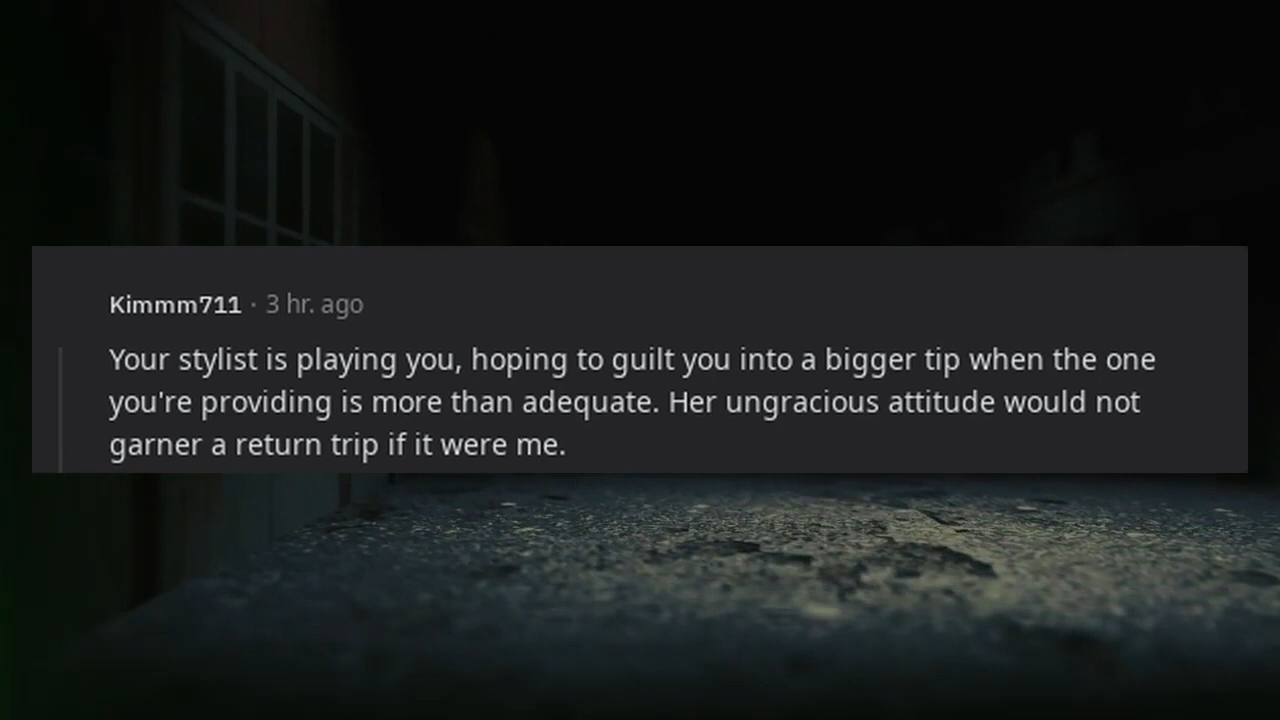 Kimmm711 · 3 hr. ago
Your stylist is playing you, hoping to guilt you into a bigger tip when the one
you're providing is more than adequate. Her ungracious attitude would not
garner a return trip if it were me.